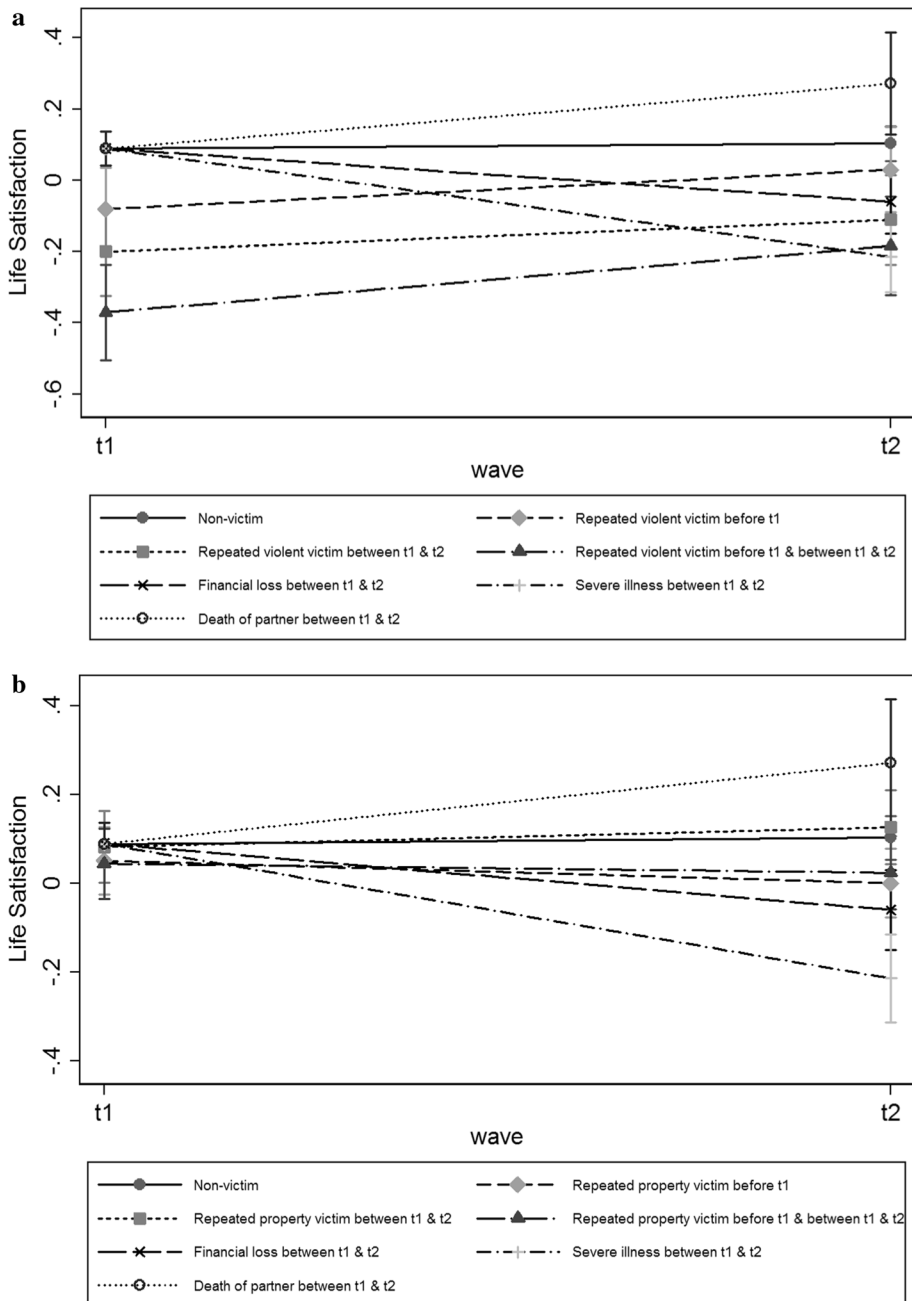 a
.4
.2
0
-.2
-.4
-.6
Life Satisfaction
t1
t2
wave
Non-victim
Repeated violent victim before t1
Repeated violent victim between t1 & t2
Repeated violent victim before t1 & between t1 & t2
Financial loss between t1 & t2
Severe illness between t1 & t2
Death of partner between t1 & t2
b
.4
.2
0
-.2
-.4
Life Satisfaction
t1
t2
wave
Non-victim
Repeated property victim before t1
Repeated property victim between t1 & t2
Repeated property victim before t1 & between t1 & t2
Financial loss between t1 & t2
Severe illness between t1 & t2
Death of partner between t1 & t2